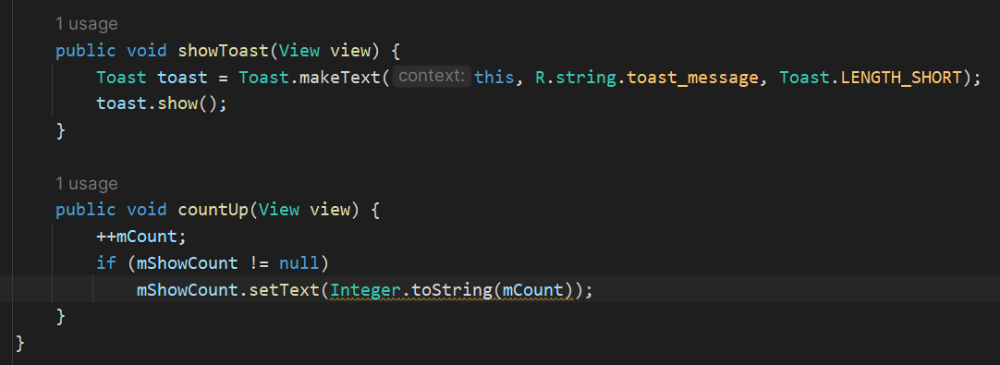 1 usage
public void showToast(View view) {
Toast toast = Toast.makeText( context: this, R.string.toast_message, Toast.LENGTH_SHORT);
toast.show();
}
1 usage
public void countUp(View view) {
++mCount;
if (mShowCount != null)
mShowCount.setText(Integer.toString(mCount));
}
}